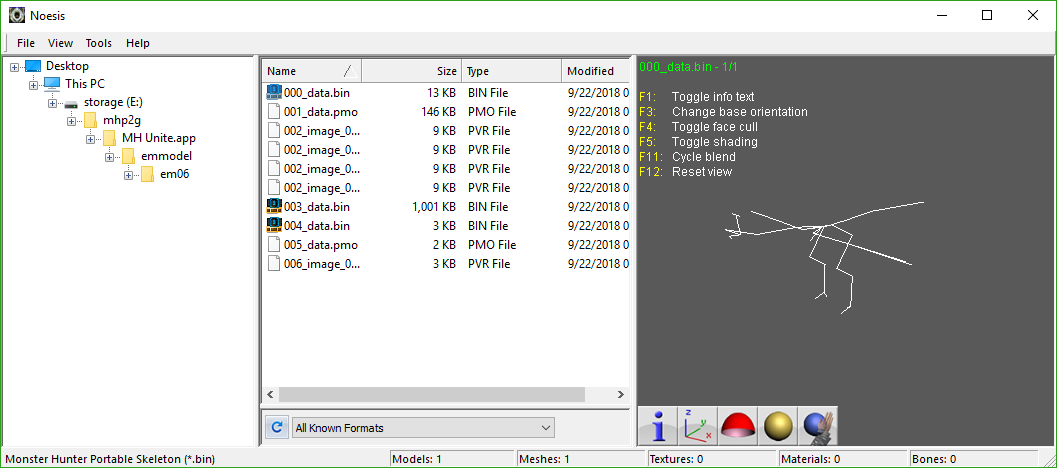 Noesis
File View Tools Help
Desktop
This PC
storage (E:)
mhp2g
MH Unite.app
emmodel
em06
Name Size Type Modified
000_data.bin 13 KB BIN File 9/22/2018 0
001_data.pmo 146 KB PMO File 9/22/2018 0
002_image_0... 9 KB PVR File 9/22/2018 0
002_image_0... 9 KB PVR File 9/22/2018 0
002_image_0... 9 KB PVR File 9/22/2018 0
002_image_0... 9 KB PVR File 9/22/2018 0
003_data.bin 1,001 KB BIN File 9/22/2018 0
004_data.bin 3 KB BIN File 9/22/2018 0
005_data.pmo 2 KB PMO File 9/22/2018 0
006_image_0... 3 KB PVR File 9/22/2018 0
All Known Formats
000_data.bin - 1/1
F1: Toggle info text
F3: Change base orientation
F4: Toggle face cull
F5: Toggle shading
F11: Cycle blend
F12: Reset view
i z y x
Monster Hunter Portable Skeleton (*.bin) Models: 1 Meshes: 1 Textures: 0 Materials: 0 Bones: 0